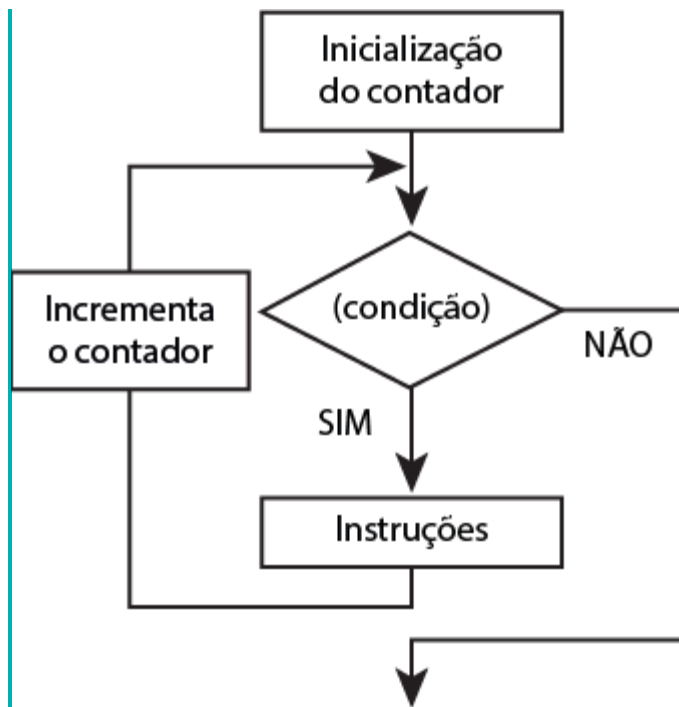 Inicialização
do contador
(condição)
Incrementa
o contador
NÃO
SIM
Instruções